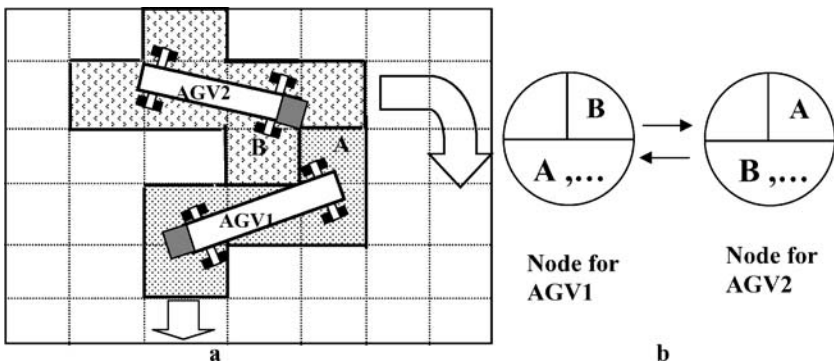 AGV2
B
A
AGV1
a
B
A ,...
Node for
AGV1
A
B ,...
Node for
AGV2
b